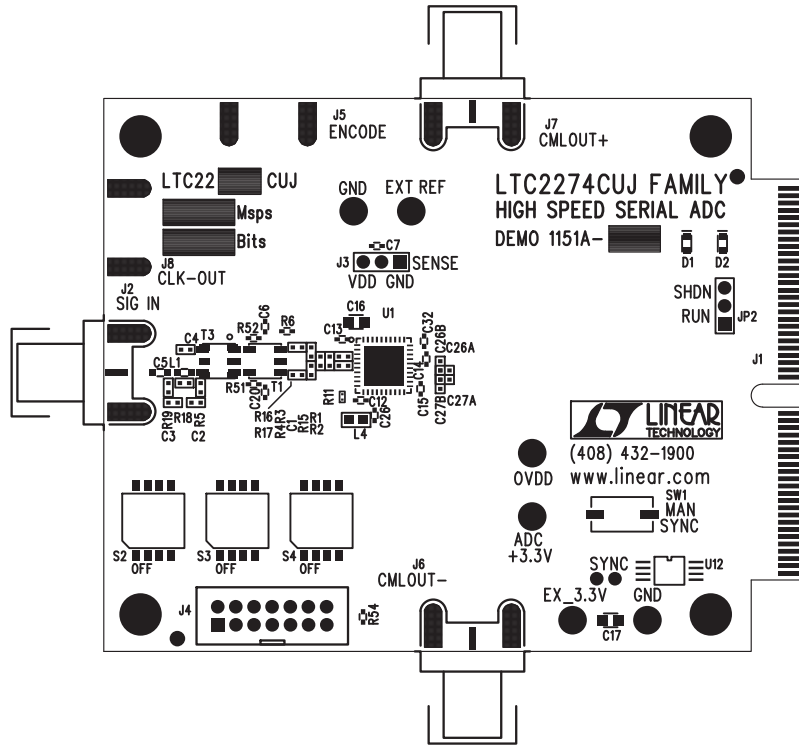 J5
ENCODE
J7
CMLOUT+
LTC22 CUJ
Msps
Bits
J8
CLK-OUT
J2
SIG IN
GND
EXT REF
LTC2274CUJ FAMILY
HIGH SPEED SERIAL ADC
DEMO 1151A-
D1
D2
C7
J3
SENSE
VDD GND
SHDN
RUN
JP2
J1
C16
U1
C6
R52
R6
T3
C4
C13
C32
C26B
C26A
C14
C5
L1
R51
C20
T1
R11
C12
C26
L4
C15
C27B
C27A
R19
C3
R18
R5
C2
R16
R17
R3
R4
C1
R15
R1
R2
LINEAR
TECHNOLOGY
(408) 432-1900
www.linear.com
OVDD
ADC
+3.3V
SW1
MAN
SYNC
S2
OFF
S3
OFF
S4
OFF
J6
CMLOUT-
SYNC
U12
EX_3.3V
GND
C17
J4
R54